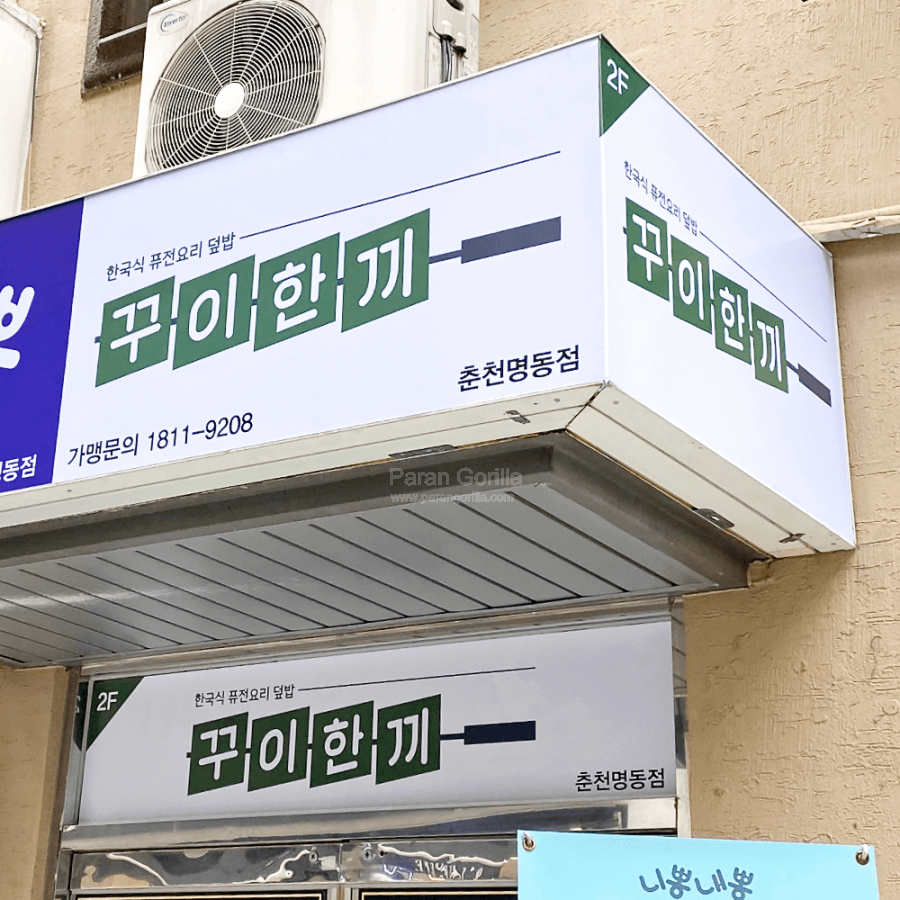 Inverter
2F
한국식 퓨전요리 덮밥
꾸이한끼
춘천명동점
가맹문의 1811-9208
한국식 퓨전요리 덮밥
꾸이한끼
뽀
명동점
Paran Gorilla
www.parangorilla.com
2F
한국식 퓨전요리 덮밥
꾸이한끼
춘천명동점
니뽕내뽕